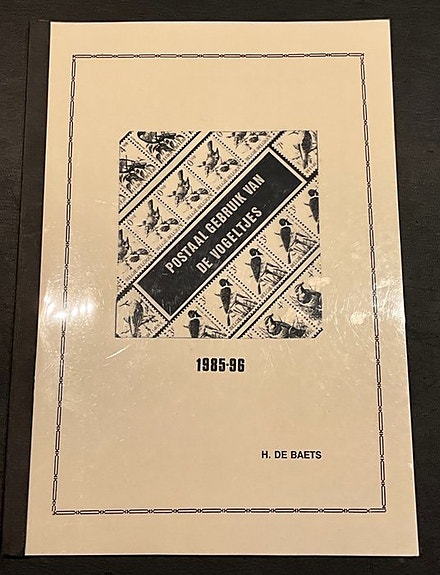 POSTAAL GEBRUIK VAN
DE VOGELTJES
1985-96
H. DE BAETS